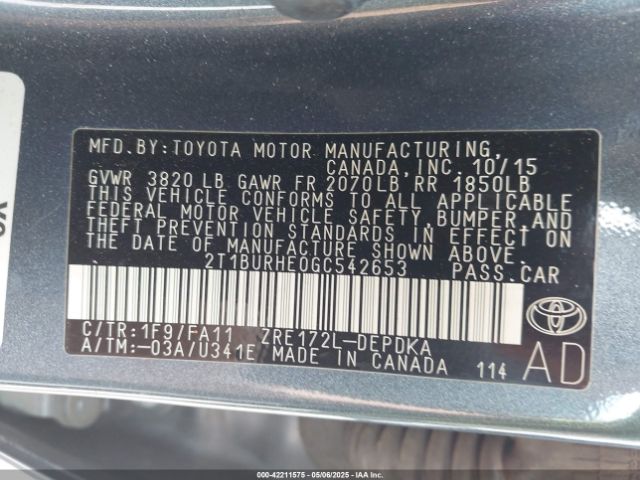 MFD.BY:TOYOTA MOTOR MANUFACTURING,
CANADA,INC. 10/15
GVWR 3820 LB GAWR FR 2070LB RR 1850LB
THIS VEHICLE CONFORMS TO ALL APPLICABLE
FEDERAL MOTOR VEHICLE SAFETY,BUMPER,AND
THEFT PREVENTION STANDARDS IN EFFECT ON
THE DATE OF MANUFACTURE SHOWN ABOVE.
2T1BURHE0GC542653 PASS.CAR
C/TR:1F9/FA11 ZRE172L-DEPDKA
A/TM:-03A/U341E MADE IN CANADA 114
AD
000-42211575 - 05/06/2025 - IAA Inc.